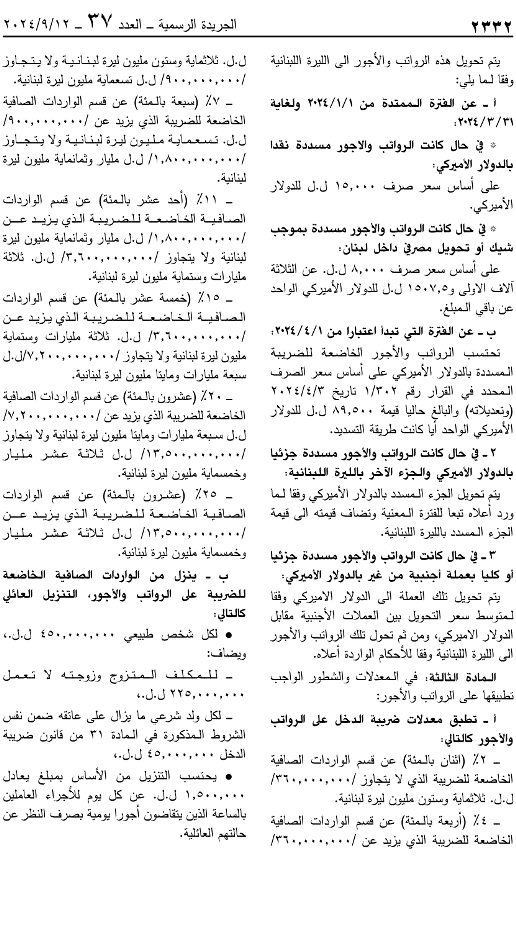 ٢٣٣٢
الجريدة الرسمية ـ العدد ٣٧ ـ ٢٠٢٤/٩/١٢
يتم تحويل هذه الرواتب والأجور الى الليرة اللبنانية
وفقا لما يلي:
أ ـ عن الفترة الممتدة من ٢٠٢٤/١/١ ولغاية
٢٠٢٤/٣/٣١:
* في حال كانت الرواتب والاجور مسددة نقدا
بالدولار الأميركي:
على أساس سعر صرف ١٥,٠٠٠ ل.ل للدولار
الأميركي.
* في حال كانت الرواتب والأجور مسددة بموجب
شيك أو تحويل مصرفي داخل لبنان:
على أساس سعر صرف ٨,٠٠٠ ل.ل. عن الثلاثة
آلاف الاولى و١٥٠٧,٥ ل.ل للدولار الأميركي الواحد
عن باقي المبلغ.
ب ـ عن الفترة التي تبدأ اعتبارا من ٢٠٢٤/٤/١:
تحتسب الرواتب والأجور الخاضعة للضريبة
المسددة بالدولار الأميركي على أساس سعر الصرف
المحدد في القرار رقم ١/٣٠٢ تاريخ ٢٠٢٤/٤/٣
(وتعديلاته) والبالغ حاليا قيمة ٨٩,٥٠٠ ل.ل للدولار
الأميركي الواحد أيا كانت طريقة التسديد.
٢ ـ في حال كانت الرواتب والأجور مسددة جزئيا
بالدولار الأميركي والجزء الآخر بالليرة اللبنانية:
يتم تحويل الجزء المسدد بالدولار الأميركي وفقا لما
ورد أعلاه تبعا للفترة المعنية وتضاف قيمته الى قيمة
الجزء المسدد بالليرة اللبنانية.
٣ ـ في حال كانت الرواتب والأجور مسددة جزئيا
أو كليا بعملة أجنبية من غير بالدولار الأميركي:
يتم تحويل تلك العملة الى الدولار الاميركي وفقا
لمتوسط سعر التحويل بين العملات الأجنبية مقابل
الدولار الاميركي، ومن ثم تحول تلك الرواتب والأجور
الى الليرة اللبنانية وفقا للأحكام الواردة أعلاه.
المادة الثالثة: في المعدلات والشطور الواجب
تطبيقها على الرواتب والأجور:
أ ـ تطبق معدلات ضريبة الدخل على الرواتب
والأجور كالتالي:
ـ ٢٪ (اثنان بالمئة) عن قسم الواردات الصافية
الخاضعة للضريبة الذي لا يتجاوز /٣٦٠,٠٠٠,٠٠٠/
ل.ل. ثلاثماية وستون مليون ليرة لبنانية.
ـ ٤٪ (أربعة بالمئة) عن قسم الواردات الصافية
الخاضعة للضريبة الذي يزيد عن /٣٦٠,٠٠٠,٠٠٠/
ل.ل. ثلاثماية وستون مليون ليرة لبنانية ولا يتجاوز
/٩٠٠,٠٠٠,٠٠٠/ ل.ل تسعماية مليون ليرة لبنانية.
ـ ٧٪ (سبعة بالمئة) عن قسم الواردات الصافية
الخاضعة للضريبة الذي يزيد عن /٩٠٠,٠٠٠,٠٠٠/
ل.ل. تسعماية مليون ليرة لبنانية ولا يتجاوز
/١,٨٠٠,٠٠٠,٠٠٠/ ل.ل مليار وثمانماية مليون ليرة
لبنانية.
ـ ١١٪ (أحد عشر بالمئة) عن قسم الواردات
الصافية الخاضعة للضريبة الذي يزيد عن
/١,٨٠٠,٠٠٠,٠٠٠/ ل.ل مليار وثمانماية مليون ليرة
لبنانية ولا يتجاوز /٣,٦٠٠,٠٠٠,٠٠٠/ ل.ل. ثلاثة
مليارات وستماية مليون ليرة لبنانية.
ـ ١٥٪ (خمسة عشر بالمئة) عن قسم الواردات
الصافية الخاضعة للضريبة الذي يزيد عن
/٣,٦٠٠,٠٠٠,٠٠٠/ ل.ل. ثلاثة مليارات وستماية
مليون ليرة لبنانية ولا يتجاوز /٧,٢٠٠,٠٠٠,٠٠٠/ل.ل
سبعة مليارات ومايتا مليون ليرة لبنانية.
ـ ٢٠٪ (عشرون بالمئة) عن قسم الواردات الصافية
الخاضعة للضريبة الذي يزيد عن /٧,٢٠٠,٠٠٠,٠٠٠/
ل.ل سبعة مليارات ومايتا مليون ليرة لبنانية ولا يتجاوز
/١٣,٥٠٠,٠٠٠,٠٠٠/ ل.ل ثلاثة عشر مليار
وخمسماية مليون ليرة لبنانية.
ـ ٢٥٪ (عشرون بالمئة) عن قسم الواردات
الصافية الخاضعة للضريبة الذي يزيد عن
/١٣,٥٠٠,٠٠٠,٠٠٠/ ل.ل ثلاثة عشر مليار
وخمسماية مليون ليرة لبنانية.
ب ـ ينزل من الواردات الصافية الخاضعة
للضريبة على الرواتب والأجور، التنزيل العائلي
كالتالي:
● لكل شخص طبيعي ٤٥٠,٠٠٠,٠٠٠ ل.ل.،
ويضاف:
ـ للمكلف المتزوج وزوجته لا تعمل
٢٢٥,٠٠٠,٠٠٠ ل.ل.،
ـ لكل ولد شرعي ما يزال على عاتقه ضمن نفس
الشروط المذكورة في المادة ٣١ من قانون ضريبة
الدخل ٤٥,٠٠٠,٠٠٠ ل.ل.،
● يحتسب التنزيل من الأساس بمبلغ يعادل
١,٥٠٠,٠٠٠ ل.ل. عن كل يوم للأجراء العاملين
بالساعة الذين يتقاضون أجورا يومية بصرف النظر عن
حالتهم العائلية.